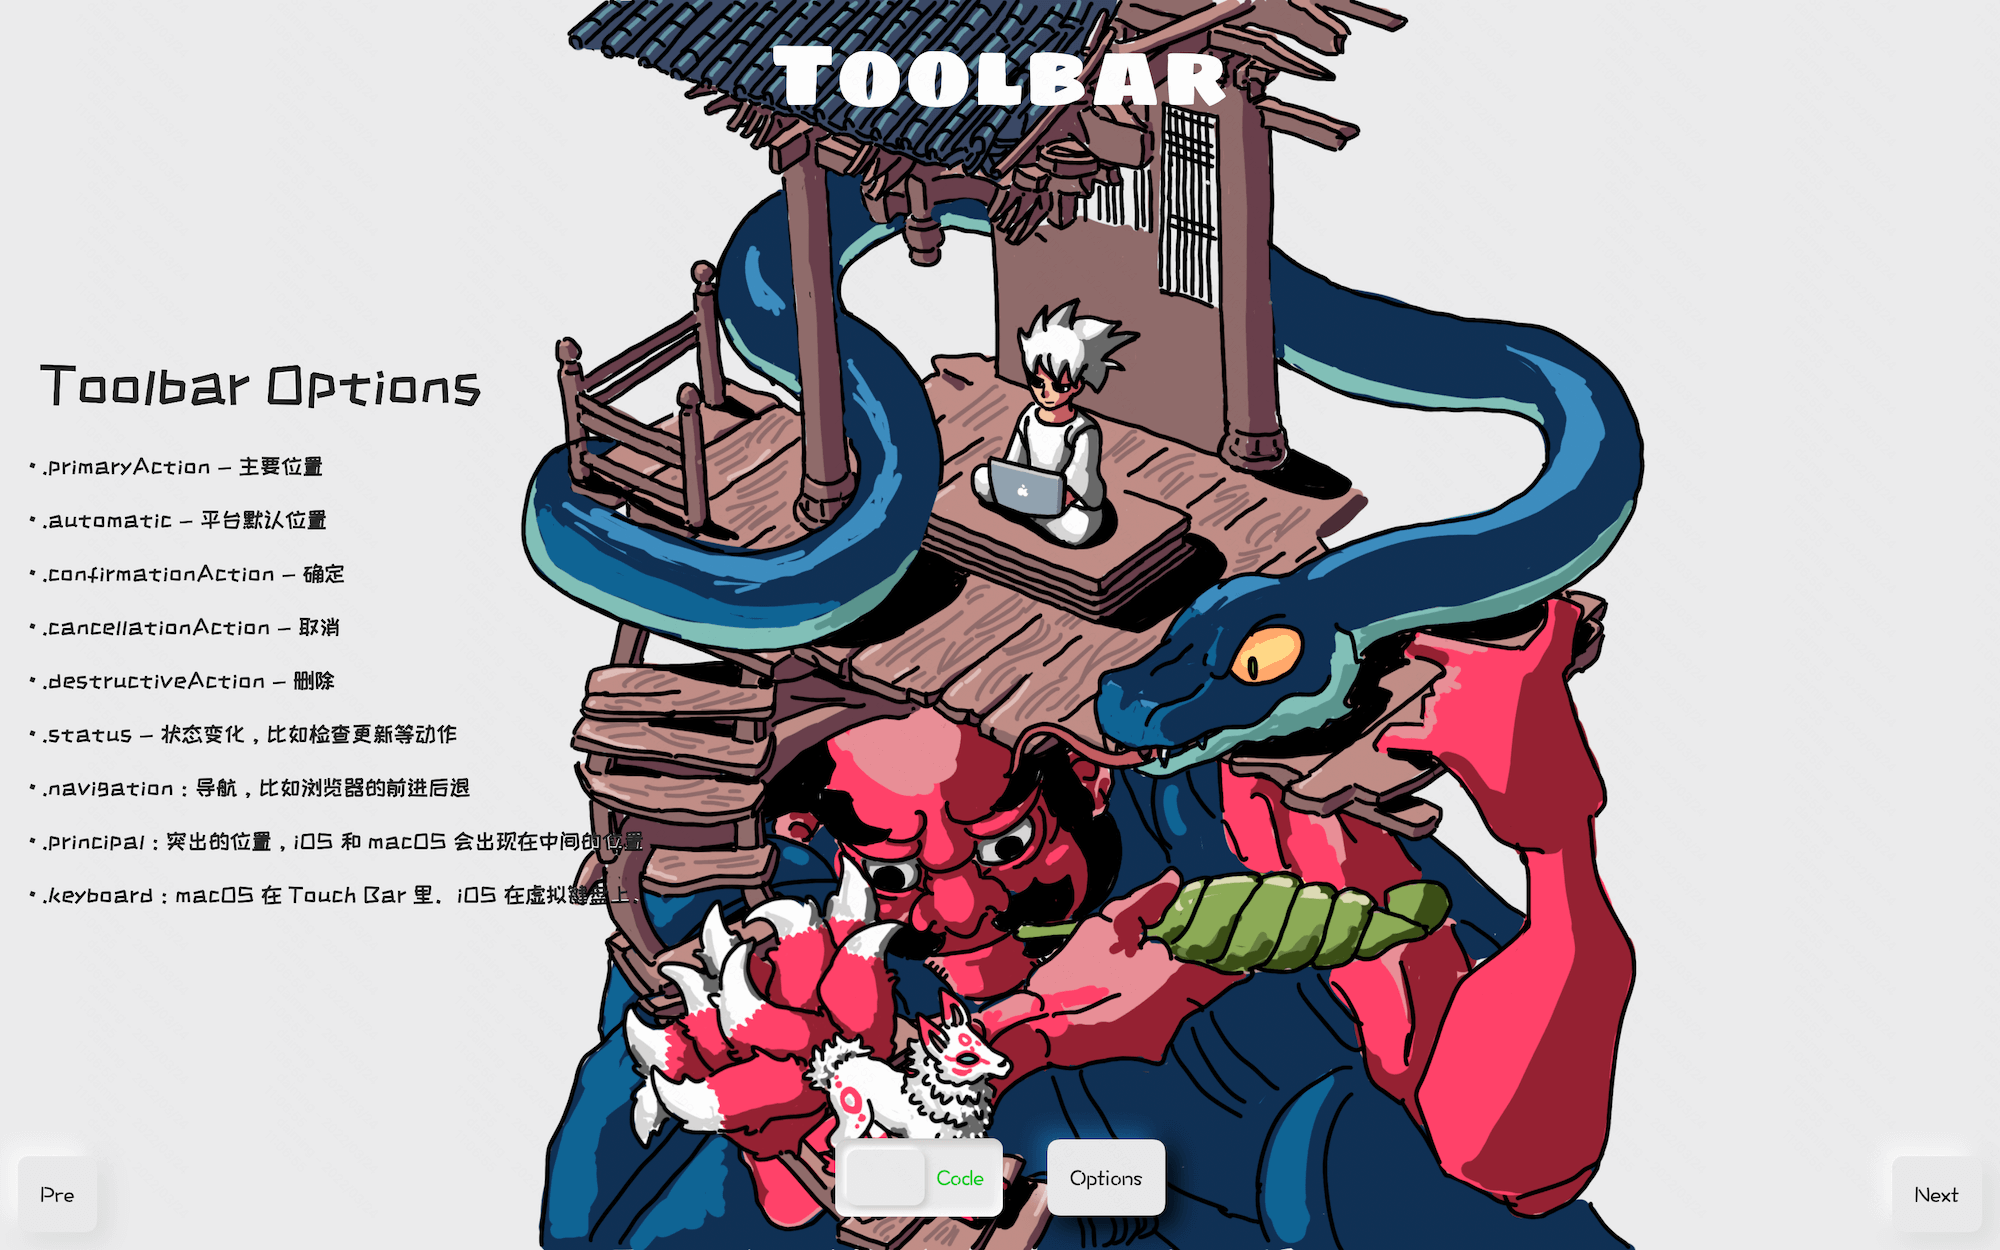 TOOLBAR
Toolbar Options
• .primaryAction – 主要位置
• .automatic – 平台默认位置
• .confirmationAction – 确定
• .cancellationAction – 取消
• .destructiveAction – 删除
• .status – 状态变化，比如检查更新等动作
• .navigation：导航，比如浏览器的前进后退
• .principal：突出的位置，iOS 和 macOS 会出现在中间的位置
• .keyboard：macOS 在 Touch Bar 里。iOS 在虚拟键盘上。
Pre
Code
Options
Next